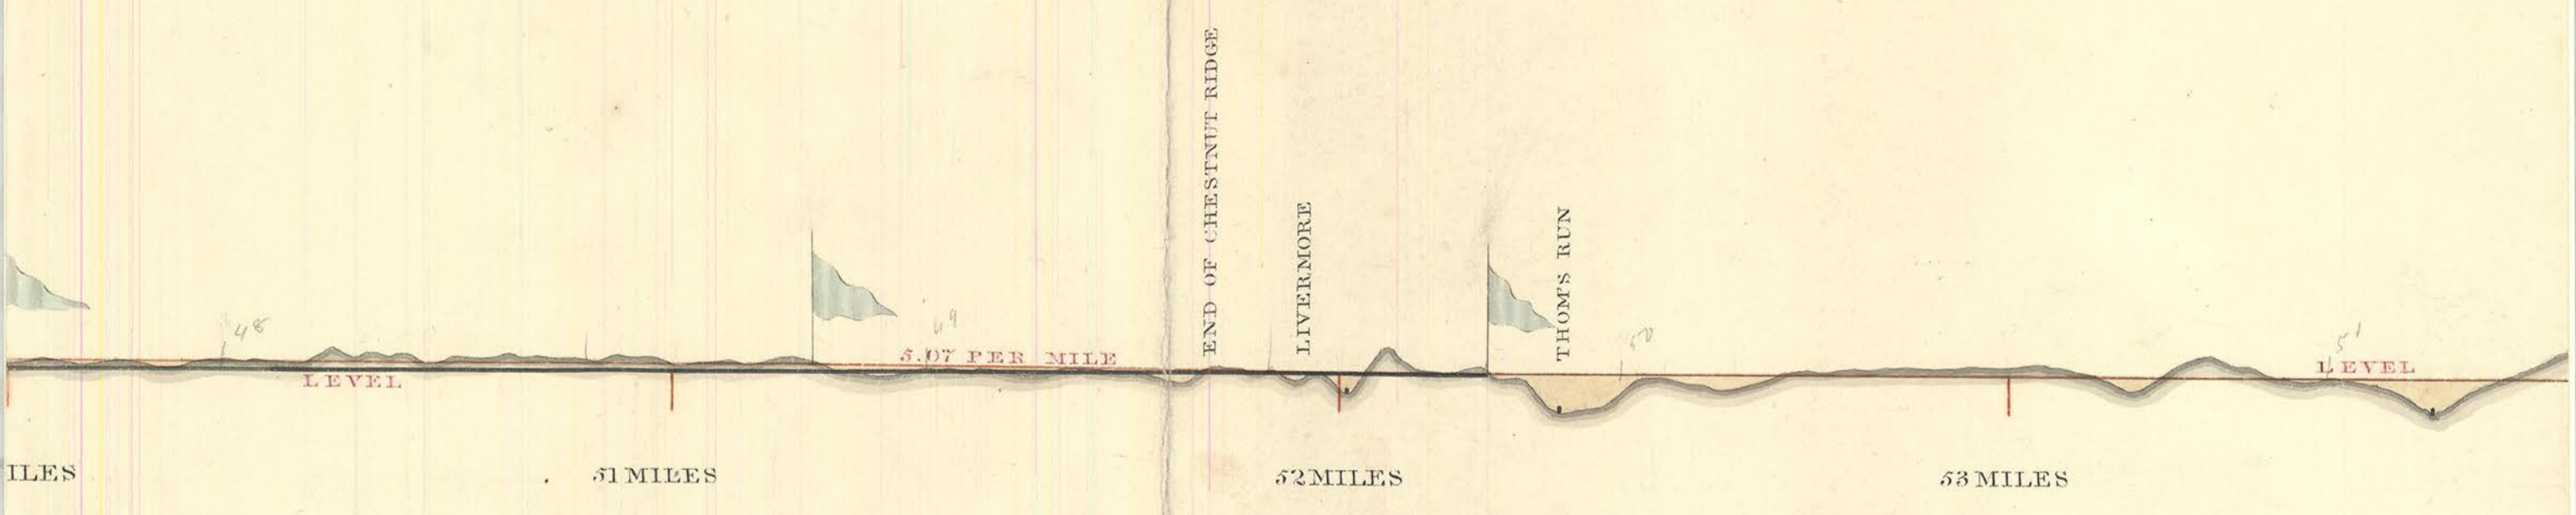 END OF CHESTNUT RIDGE
LIVERMORE
THOM'S RUN
48
49
50
51
5.07 PER MILE
LEVEL
LEVEL
ILES
51 MILES
52 MILES
53 MILES